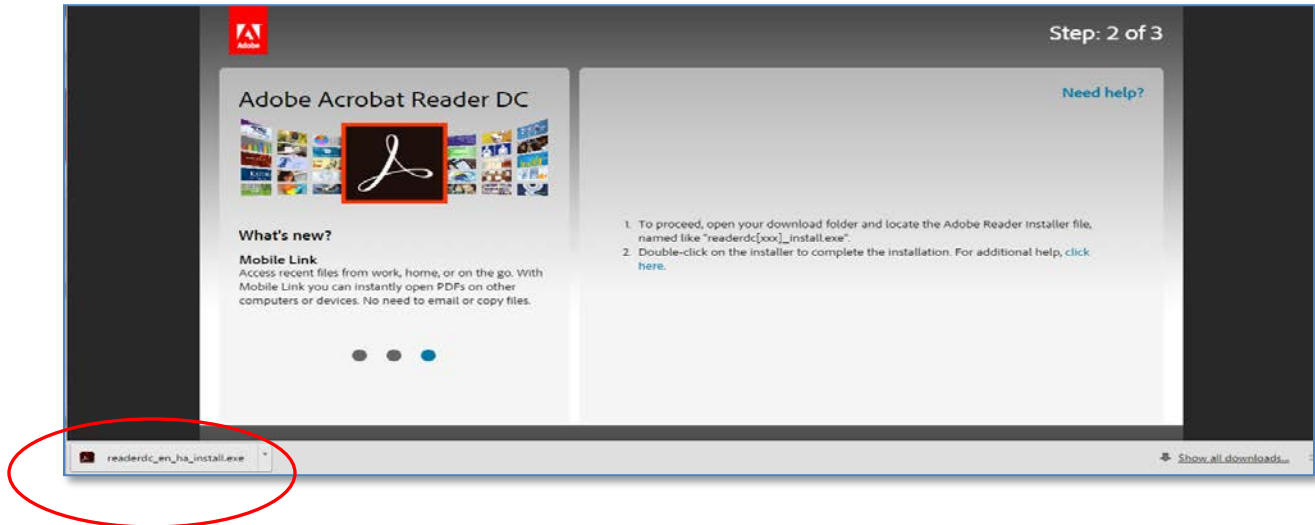 Adobe
Step: 2 of 3
Adobe Acrobat Reader DC
What's new?
Mobile Link
Access recent files from work, home, or on the go. With
Mobile Link you can instantly open PDFs on other
computers or devices. No need to email or copy files.
Need help?
1. To proceed, open your download folder and locate the Adobe Reader Installer file,
named like "readerdc[xxx]_install.exe".
2. Double-click on the installer to complete the installation. For additional help, click
here.
readerdc_en_ha_install.exe
Show all downloads...